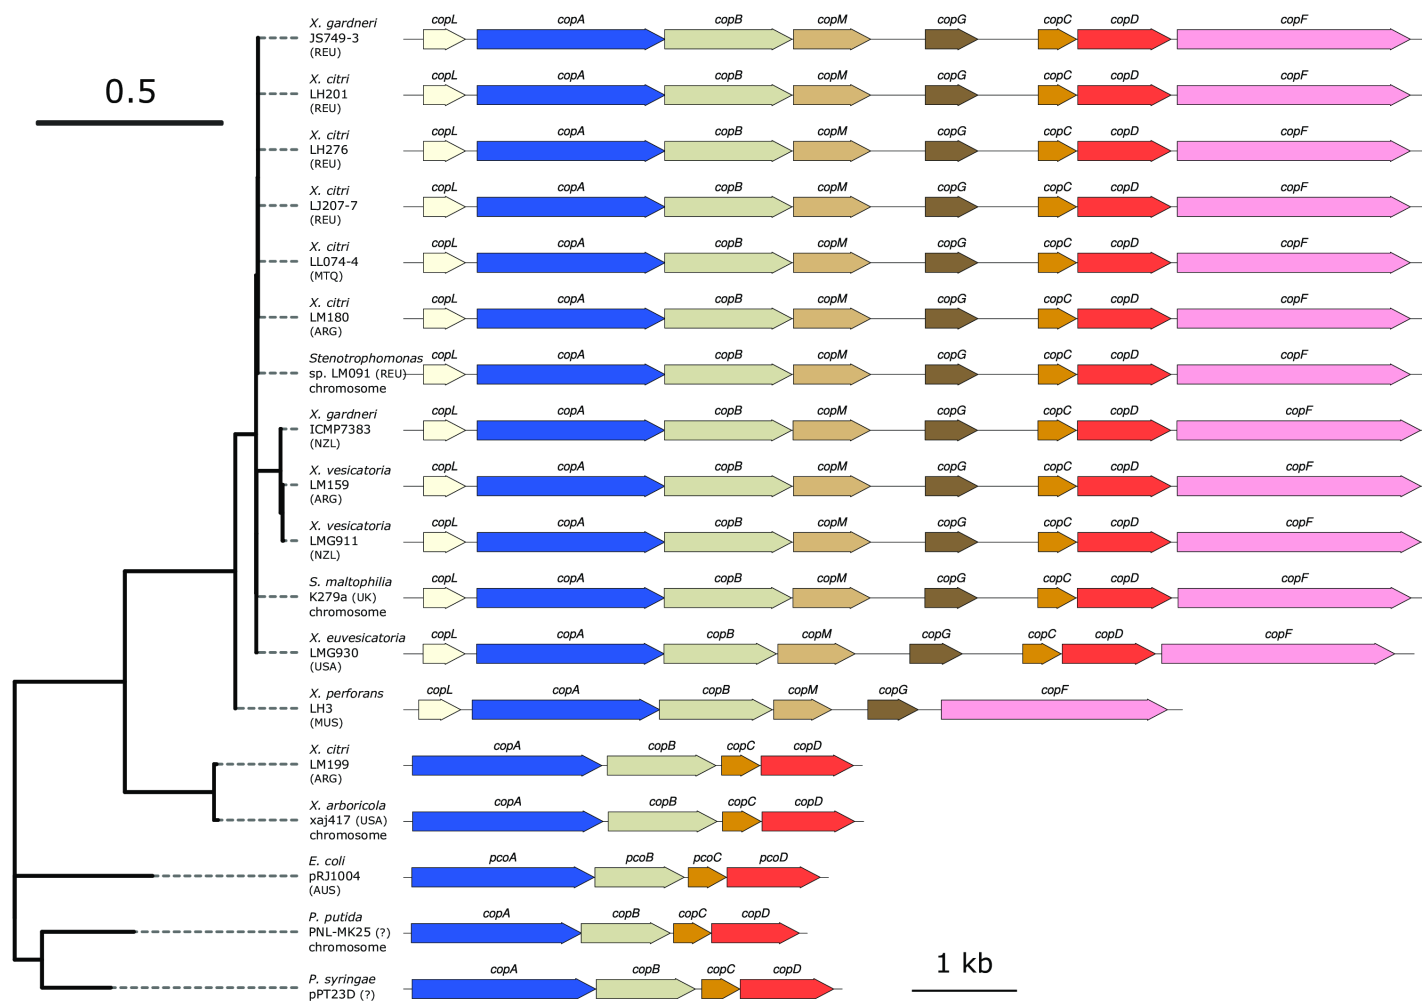 0.5
X. gardneri
JS749-3
(REU)
copL copA copB copM copG copC copD copF
X. citri
LH201
(REU)
copL copA copB copM copG copC copD copF
X. citri
LH276
(REU)
copL copA copB copM copG copC copD copF
X. citri
LJ207-7
(REU)
copL copA copB copM copG copC copD copF
X. citri
LL074-4
(MTQ)
copL copA copB copM copG copC copD copF
X. citri
LM180
(ARG)
copL copA copB copM copG copC copD copF
Stenotrophomonas
sp. LM091 (REU)
chromosome
copL copA copB copM copG copC copD copF
X. gardneri
ICMP7383
(NZL)
copL copA copB copM copG copC copD copF
X. vesicatoria
LM159
(ARG)
copL copA copB copM copG copC copD copF
X. vesicatoria
LMG911
(NZL)
copL copA copB copM copG copC copD copF
S. maltophilia
K279a (UK)
chromosome
copL copA copB copM copG copC copD copF
X. euvesicatoria
LMG930
(USA)
copL copA copB copM copG copC copD copF
X. perforans
LH3
(MUS)
copL copA copB copM copG copF
X. citri
LM199
(ARG)
copA copB copC copD
X. arboricola
xaj417 (USA)
chromosome
copA copB copC copD
E. coli
pRJ1004
(AUS)
pcoA pcoB pcoC pcoD
P. putida
PNL-MK25 (?)
chromosome
copA copB copC copD
P. syringae
pPT23D (?)
copA copB copC copD
1 kb